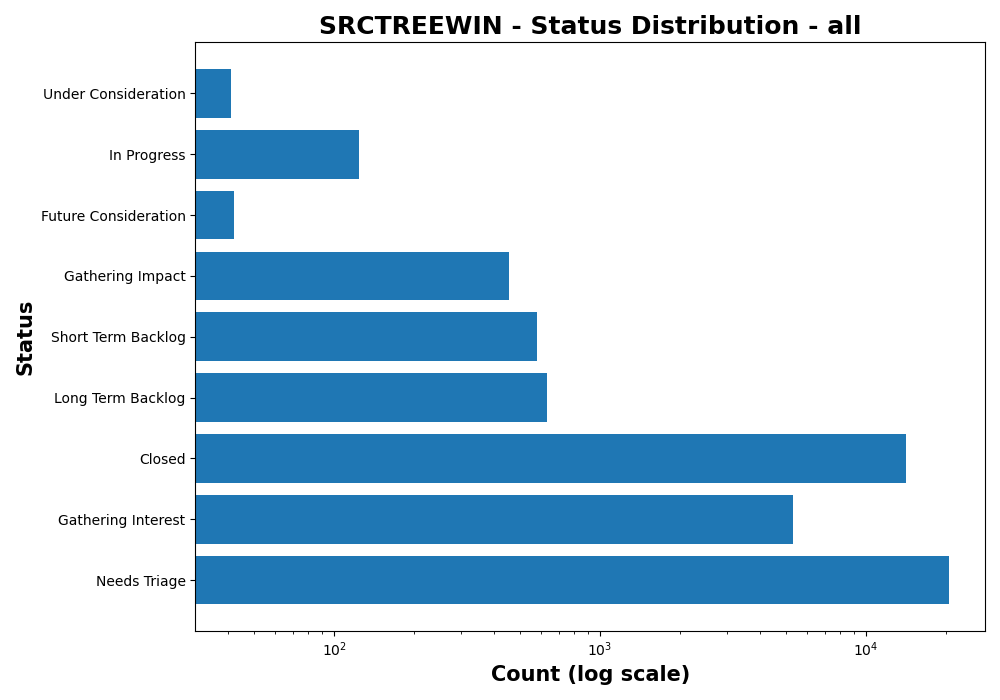 SRCTREEWIN - Status Distribution - all
Under Consideration
In Progress
Future Consideration
Gathering Impact
Short Term Backlog
Long Term Backlog
Closed
Gathering Interest
Needs Triage
Status
10²
10³
10⁴
Count (log scale)